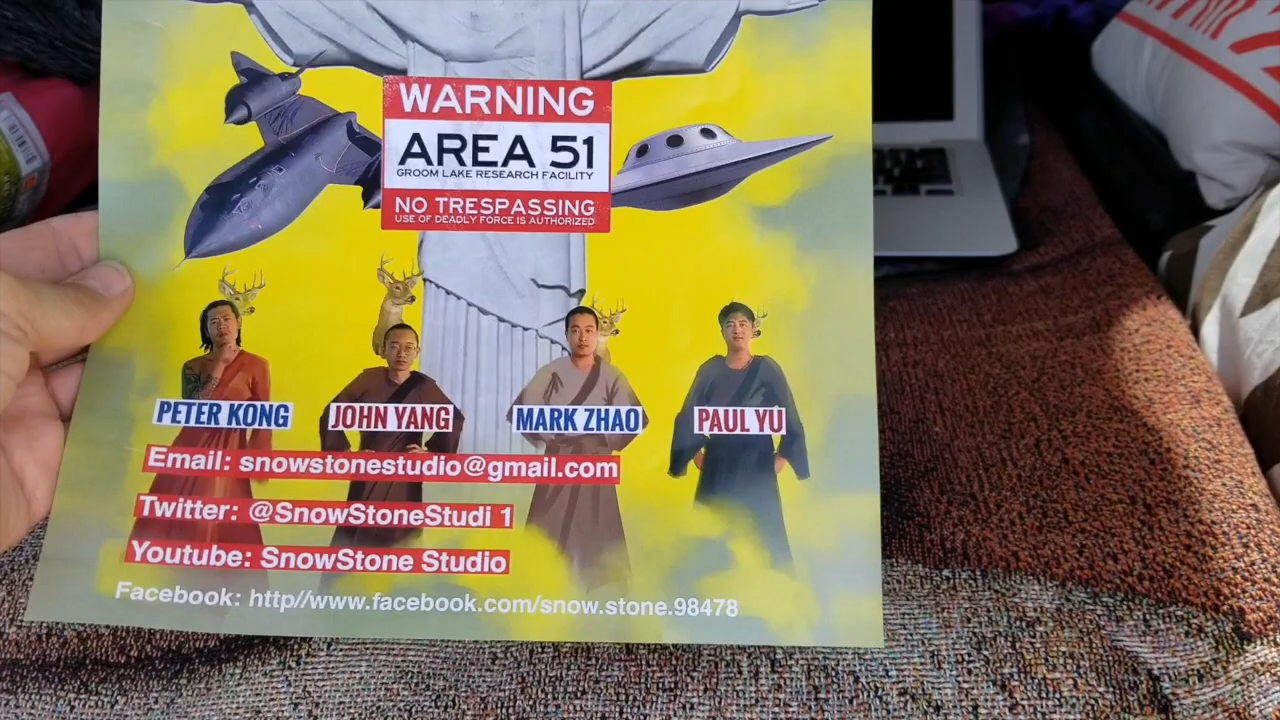 WARNING
AREA 51
GROOM LAKE RESEARCH FACILITY
NO TRESPASSING
USE OF DEADLY FORCE IS AUTHORIZED
PETER KONG
JOHN YANG
MARK ZHAO
PAUL YU
Email: snowstonestudio@gmail.com
Twitter: @SnowStoneStudi 1
Youtube: SnowStone Studio
Facebook: http//www.facebook.com/snow.stone.98478